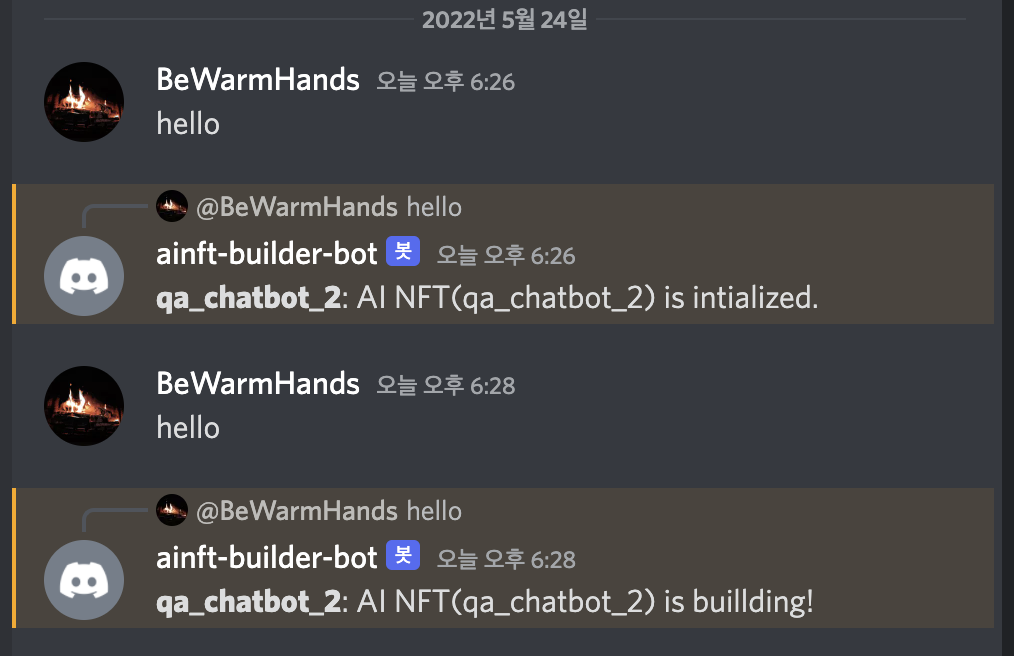 2022년 5월 24일
BeWarmHands 오늘 오후 6:26
hello
@BeWarmHands hello
ainft-builder-bot 봇 오늘 오후 6:26
qa_chatbot_2: AI NFT(qa_chatbot_2) is intialized.
BeWarmHands 오늘 오후 6:28
hello
@BeWarmHands hello
ainft-builder-bot 봇 오늘 오후 6:28
qa_chatbot_2: AI NFT(qa_chatbot_2) is buillding!